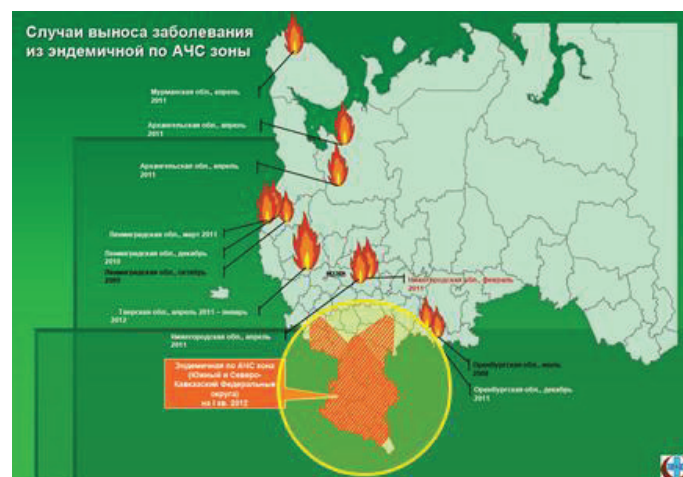 Случаи выноса заболевания
из эндемичной по АЧС зоны
Мурманская обл., апрель
2011
Архангельская обл., апрель
2011
Архангельская обл., апрель
2011
Ленинградская обл., март 2011
Ленинградская обл., декабрь
2010
Ленинградская обл., октябрь
2009
Тверская обл., апрель 2011 – январь
2012
Нижегородская обл., апрель
2011
Нижегородская обл., февраль
2011
Оренбургская обл., июль
Оренбургская обл., декабрь
2011
Эндемичная по АЧС зона
(Южный и Северо-
Кавказский Федеральные
округа)
на I кв. 2012